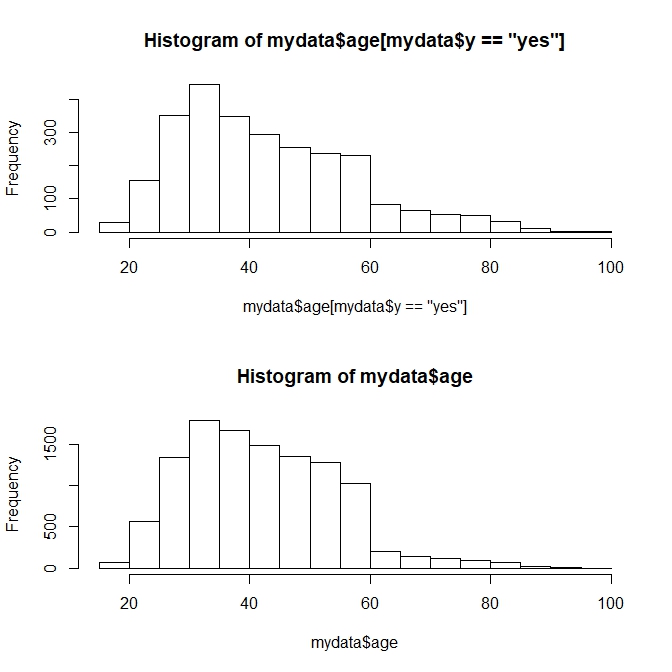 Histogram of mydata$age[mydata$y == "yes"]
Frequency
300
100
0
20 40 60 80 100
mydata$age[mydata$y == "yes"]
Histogram of mydata$age
Frequency
1500
500
0
20 40 60 80 100
mydata$age